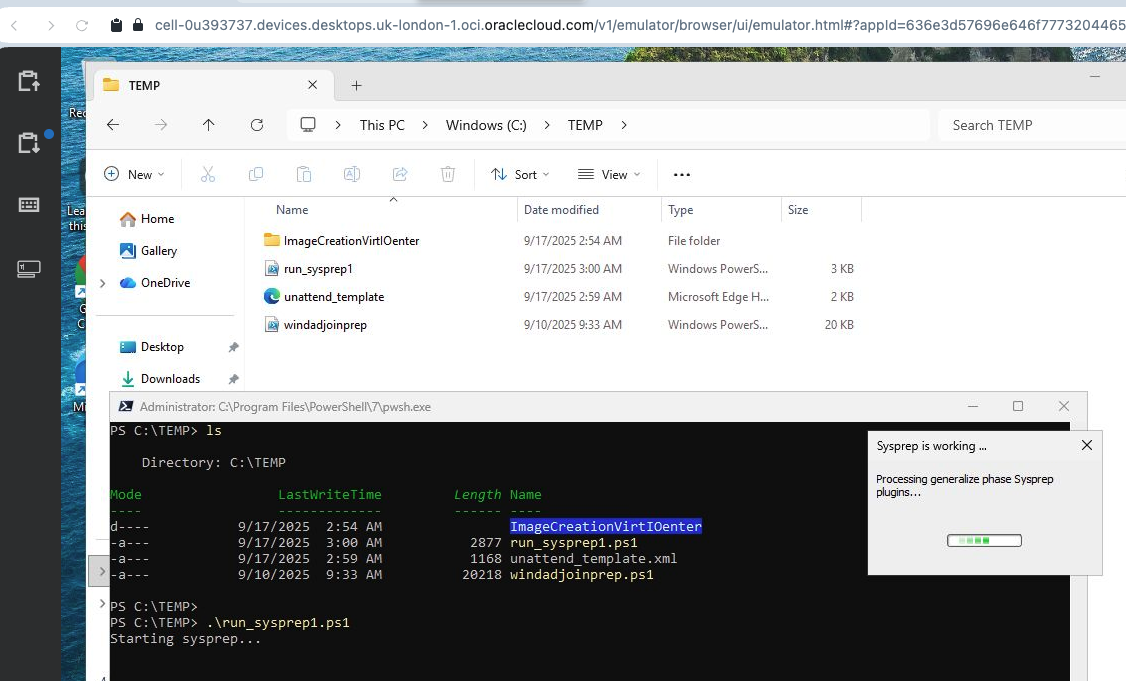 cell-0u393737.devices.desktops.uk-london-1.oci.oraclecloud.com/v1/emulator/browser/ui/emulator.html#?appId=636e3d57696e646f7773204465
TEMP
This PC > Windows (C:) > TEMP >
Search TEMP
New
Sort
View
Name Date modified Type Size
Home
Gallery
OneDrive
Desktop
Downloads
ImageCreationVirtIOenter 9/17/2025 2:54 AM File folder
run_sysprep1 9/17/2025 3:00 AM Windows PowerS... 3 KB
unattend_template 9/17/2025 2:59 AM Microsoft Edge H... 2 KB
windadjoinprep 9/10/2025 9:33 AM Windows PowerS... 20 KB
Administrator: C:\Program Files\PowerShell\7\pwsh.exe
PS C:\TEMP> ls
Directory: C:\TEMP
Mode LastWriteTime Length Name
---- ------------- ------ ----
d---- 9/17/2025 2:54 AM ImageCreationVirtIOenter
-a--- 9/17/2025 3:00 AM 2877 run_sysprep1.ps1
-a--- 9/17/2025 2:59 AM 1168 unattend_template.xml
-a--- 9/10/2025 9:33 AM 20218 windadjoinprep.ps1
PS C:\TEMP>
PS C:\TEMP> .\run_sysprep1.ps1
Starting sysprep...
Sysprep is working ...
Processing generalize phase Sysprep
plugins...